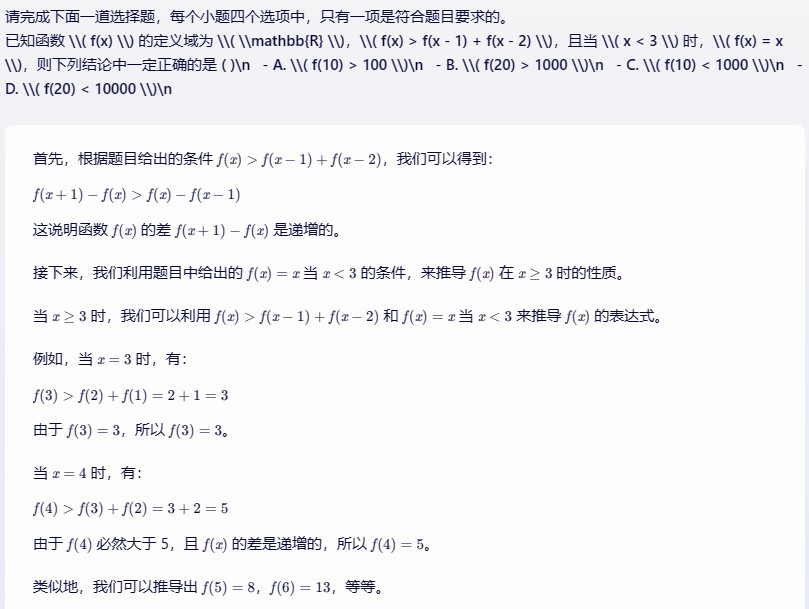 请完成下面一道选择题，每个小题四个选项中，只有一项是符合题目要求的。
已知函数 \\( f(x) \\) 的定义域为 \\( \\mathbb{R} \\)，\\( f(x) > f(x - 1) + f(x - 2) \\)，且当 \\( x < 3 \\) 时，\\( f(x) = x
\\)，则下列结论中一定正确的是 ( )\n   - A. \\( f(10) > 100 \\)\n   - B. \\( f(20) > 1000 \\)\n   - C. \\( f(10) < 1000 \\)\n   -
D. \\( f(20) < 10000 \\)\n
首先，根据题目给出的条件 f(x) > f(x − 1) + f(x − 2)，我们可以得到：
f(x + 1) − f(x) > f(x) − f(x − 1)
这说明函数 f(x) 的差 f(x + 1) − f(x) 是递增的。
接下来，我们利用题目中给出的 f(x) = x 当 x < 3 的条件，来推导 f(x) 在 x ≥ 3 时的性质。
当 x ≥ 3 时，我们可以利用 f(x) > f(x − 1) + f(x − 2) 和 f(x) = x 当 x < 3 来推导 f(x) 的表达式。
例如，当 x = 3 时，有：
f(3) > f(2) + f(1) = 2 + 1 = 3
由于 f(3) = 3，所以 f(3) = 3。
当 x = 4 时，有：
f(4) > f(3) + f(2) = 3 + 2 = 5
由于 f(4) 必然大于 5，且 f(x) 的差是递增的，所以 f(4) = 5。
类似地，我们可以推导出 f(5) = 8，f(6) = 13，等等。